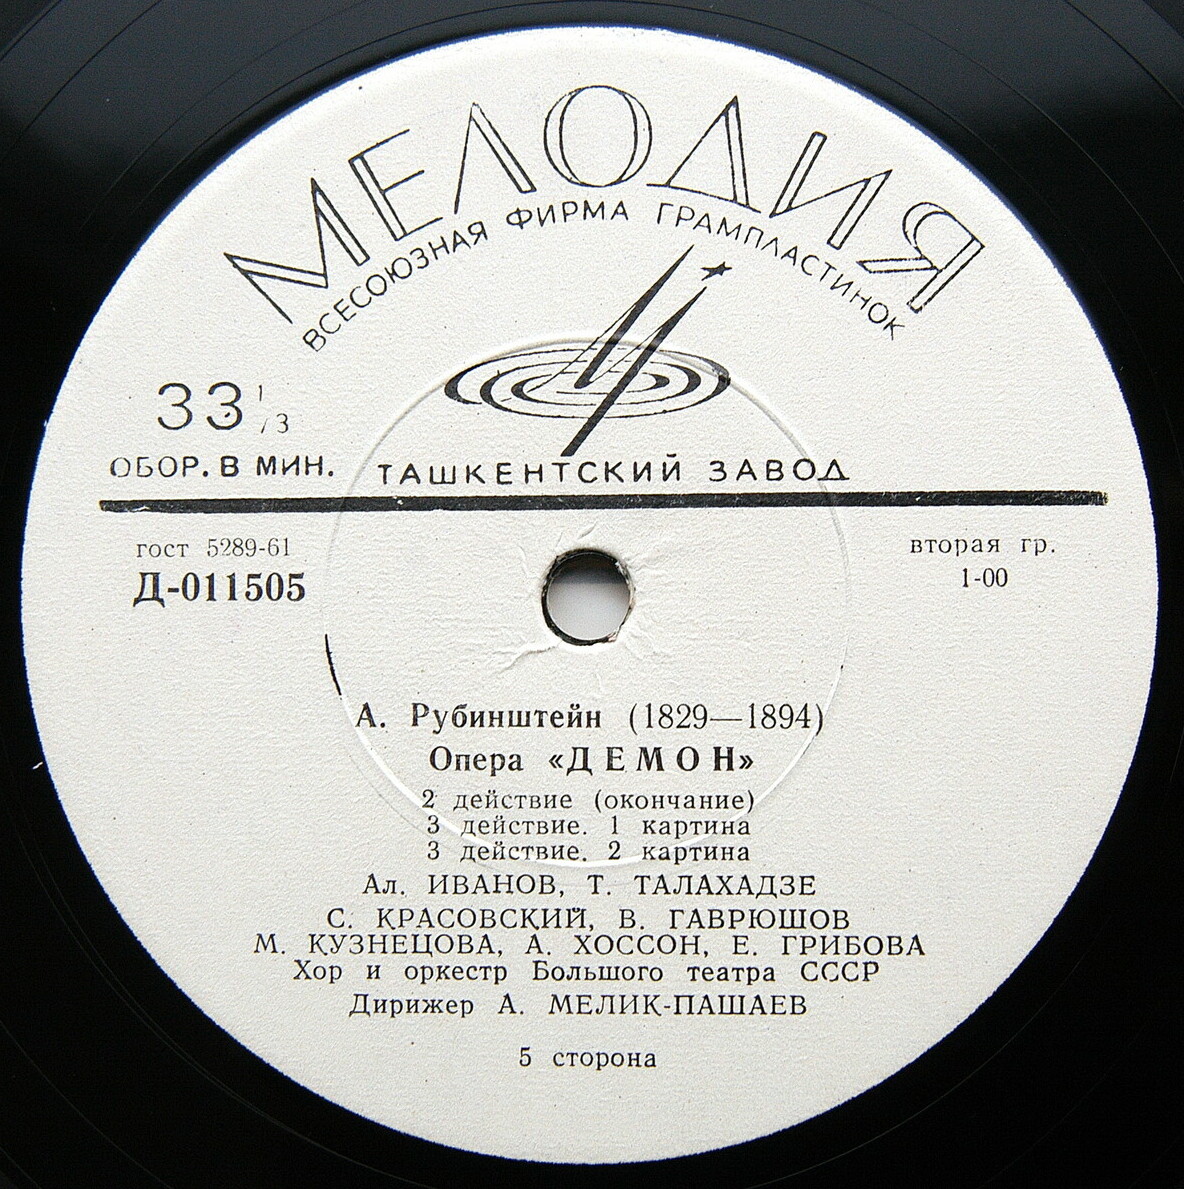 МЕЛОДИЯ
ВСЕСОЮЗНАЯ ФИРМА ГРАМПЛАСТИНОК
33 1/3
ОБОР. В МИН.
ТАШКЕНТСКИЙ ЗАВОД
гост 5289-61
Д-011505
вторая гр.
1-00
А. Рубинштейн (1829—1894)
Опера «ДЕМОН»
2 действие (окончание)
3 действие. 1 картина
3 действие. 2 картина
Ал. ИВАНОВ, Т. ТАЛАХАДЗЕ
С. КРАСОВСКИЙ, В. ГАВРЮШОВ
М. КУЗНЕЦОВА, А. ХОССОН, Е. ГРИБОВА
Хор и оркестр Большого театра СССР
Дирижер А. МЕЛИК-ПАШАЕВ
5 сторона